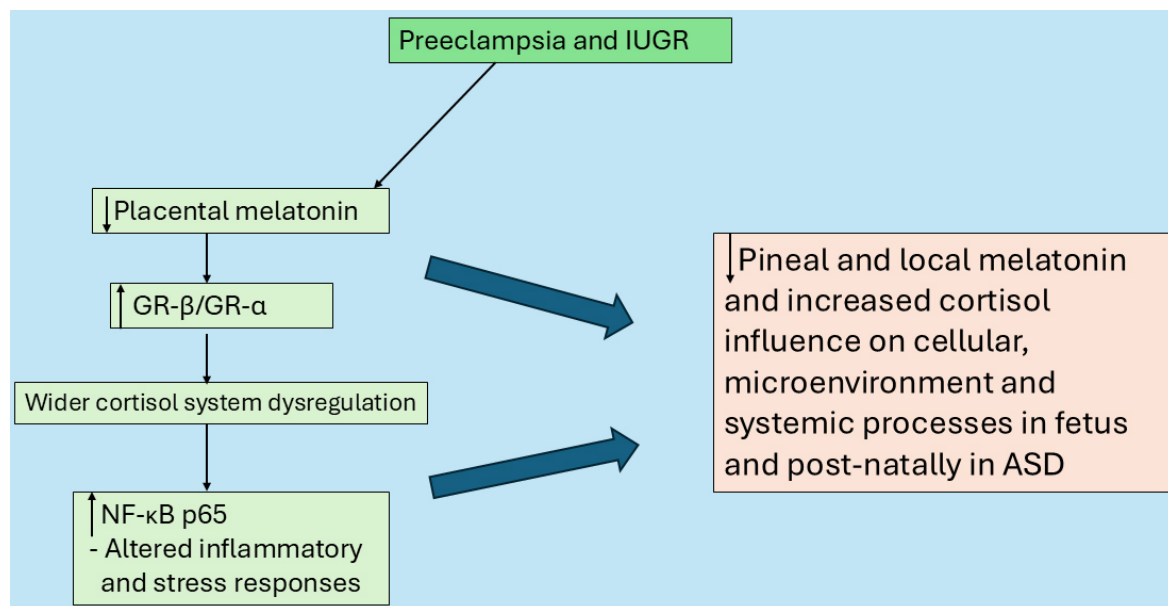 Preeclampsia and IUGR
Placental melatonin
GR-β/GR-α
Wider cortisol system dysregulation
NF-κB p65
- Altered inflammatory
and stress responses
Pineal and local melatonin
and increased cortisol
influence on cellular,
microenvironment and
systemic processes in fetus
and post-natally in ASD